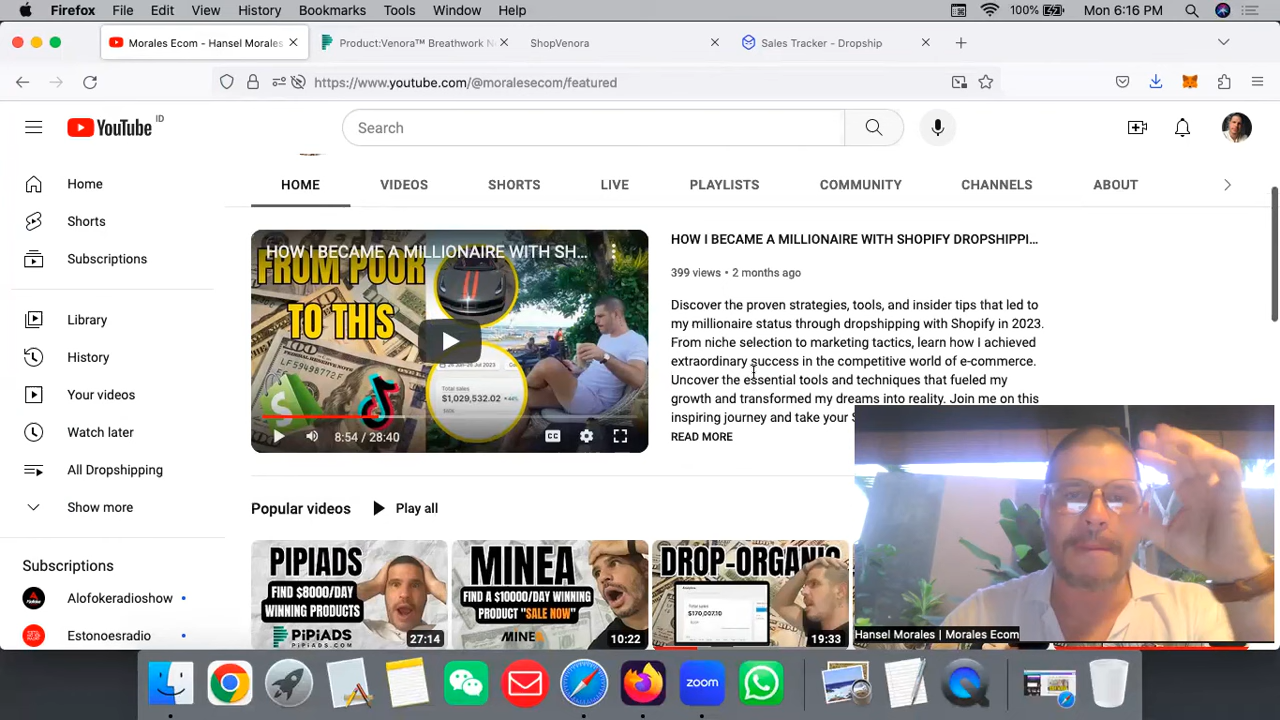 Firefox File Edit View History Bookmarks Tools Window Help 100% Mon 6:16 PM
Morales Ecom - Hansel Morales Product:Venora™ Breathwork N ShopVenora Sales Tracker - Dropship
https://www.youtube.com/@moralesecom/featured
YouTube ID Search
HOME VIDEOS SHORTS LIVE PLAYLISTS COMMUNITY CHANNELS ABOUT
Home
Shorts
Subscriptions
Library
History
Your videos
Watch later
All Dropshipping
Show more
Subscriptions
Alofokeradioshow
Estonoesradio
HOW I BECAME A MILLIONAIRE WITH SH...
FROM POOR
TO THIS
Total Sales
$1,029,532.02
8:54 / 28:40
CC
HOW I BECAME A MILLIONAIRE WITH SHOPIFY DROPSHIPPI...
399 views • 2 months ago
Discover the proven strategies, tools, and insider tips that led to
my millionaire status through dropshipping with Shopify in 2023.
From niche selection to marketing tactics, learn how I achieved
extraordinary success in the competitive world of e-commerce.
Uncover the essential tools and techniques that fueled my
growth and transformed my dreams into reality. Join me on this
inspiring journey and take your
READ MORE
Popular videos Play all
PIPIADS
FIND $8000/DAY
WINNING PRODUCTS
PiPiADS
27:14
MINEA
FIND A $10000/DAY WINNING
PRODUCT "SALE NOW"
MINEA
10:22
DROP-ORGANIC
Total sales
$170,007.10
19:33
Hansel Morales | Morales Ecom
zoom